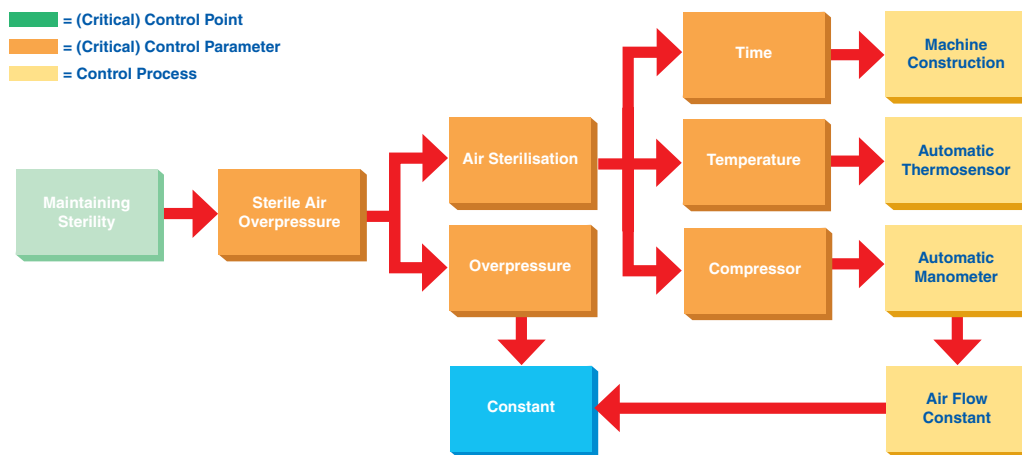 = (Critical) Control Point
= (Critical) Control Parameter
= Control Process
Maintaining
Sterility
Sterile Air
Overpressure
Air Sterilisation
Overpressure
Time
Temperature
Compressor
Machine
Construction
Automatic
Thermosensor
Automatic
Manometer
Constant
Air Flow
Constant